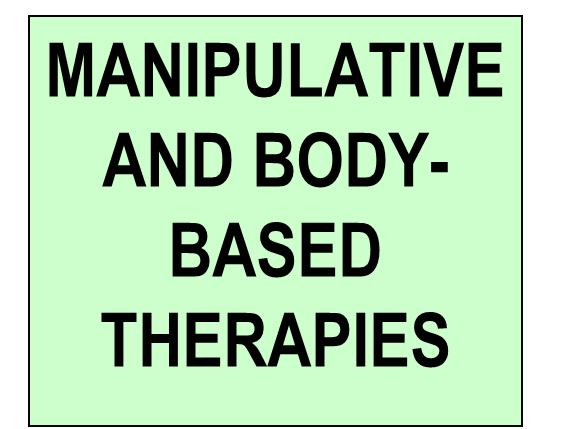 MANIPULATIVE
AND BODY-
BASED
THERAPIES